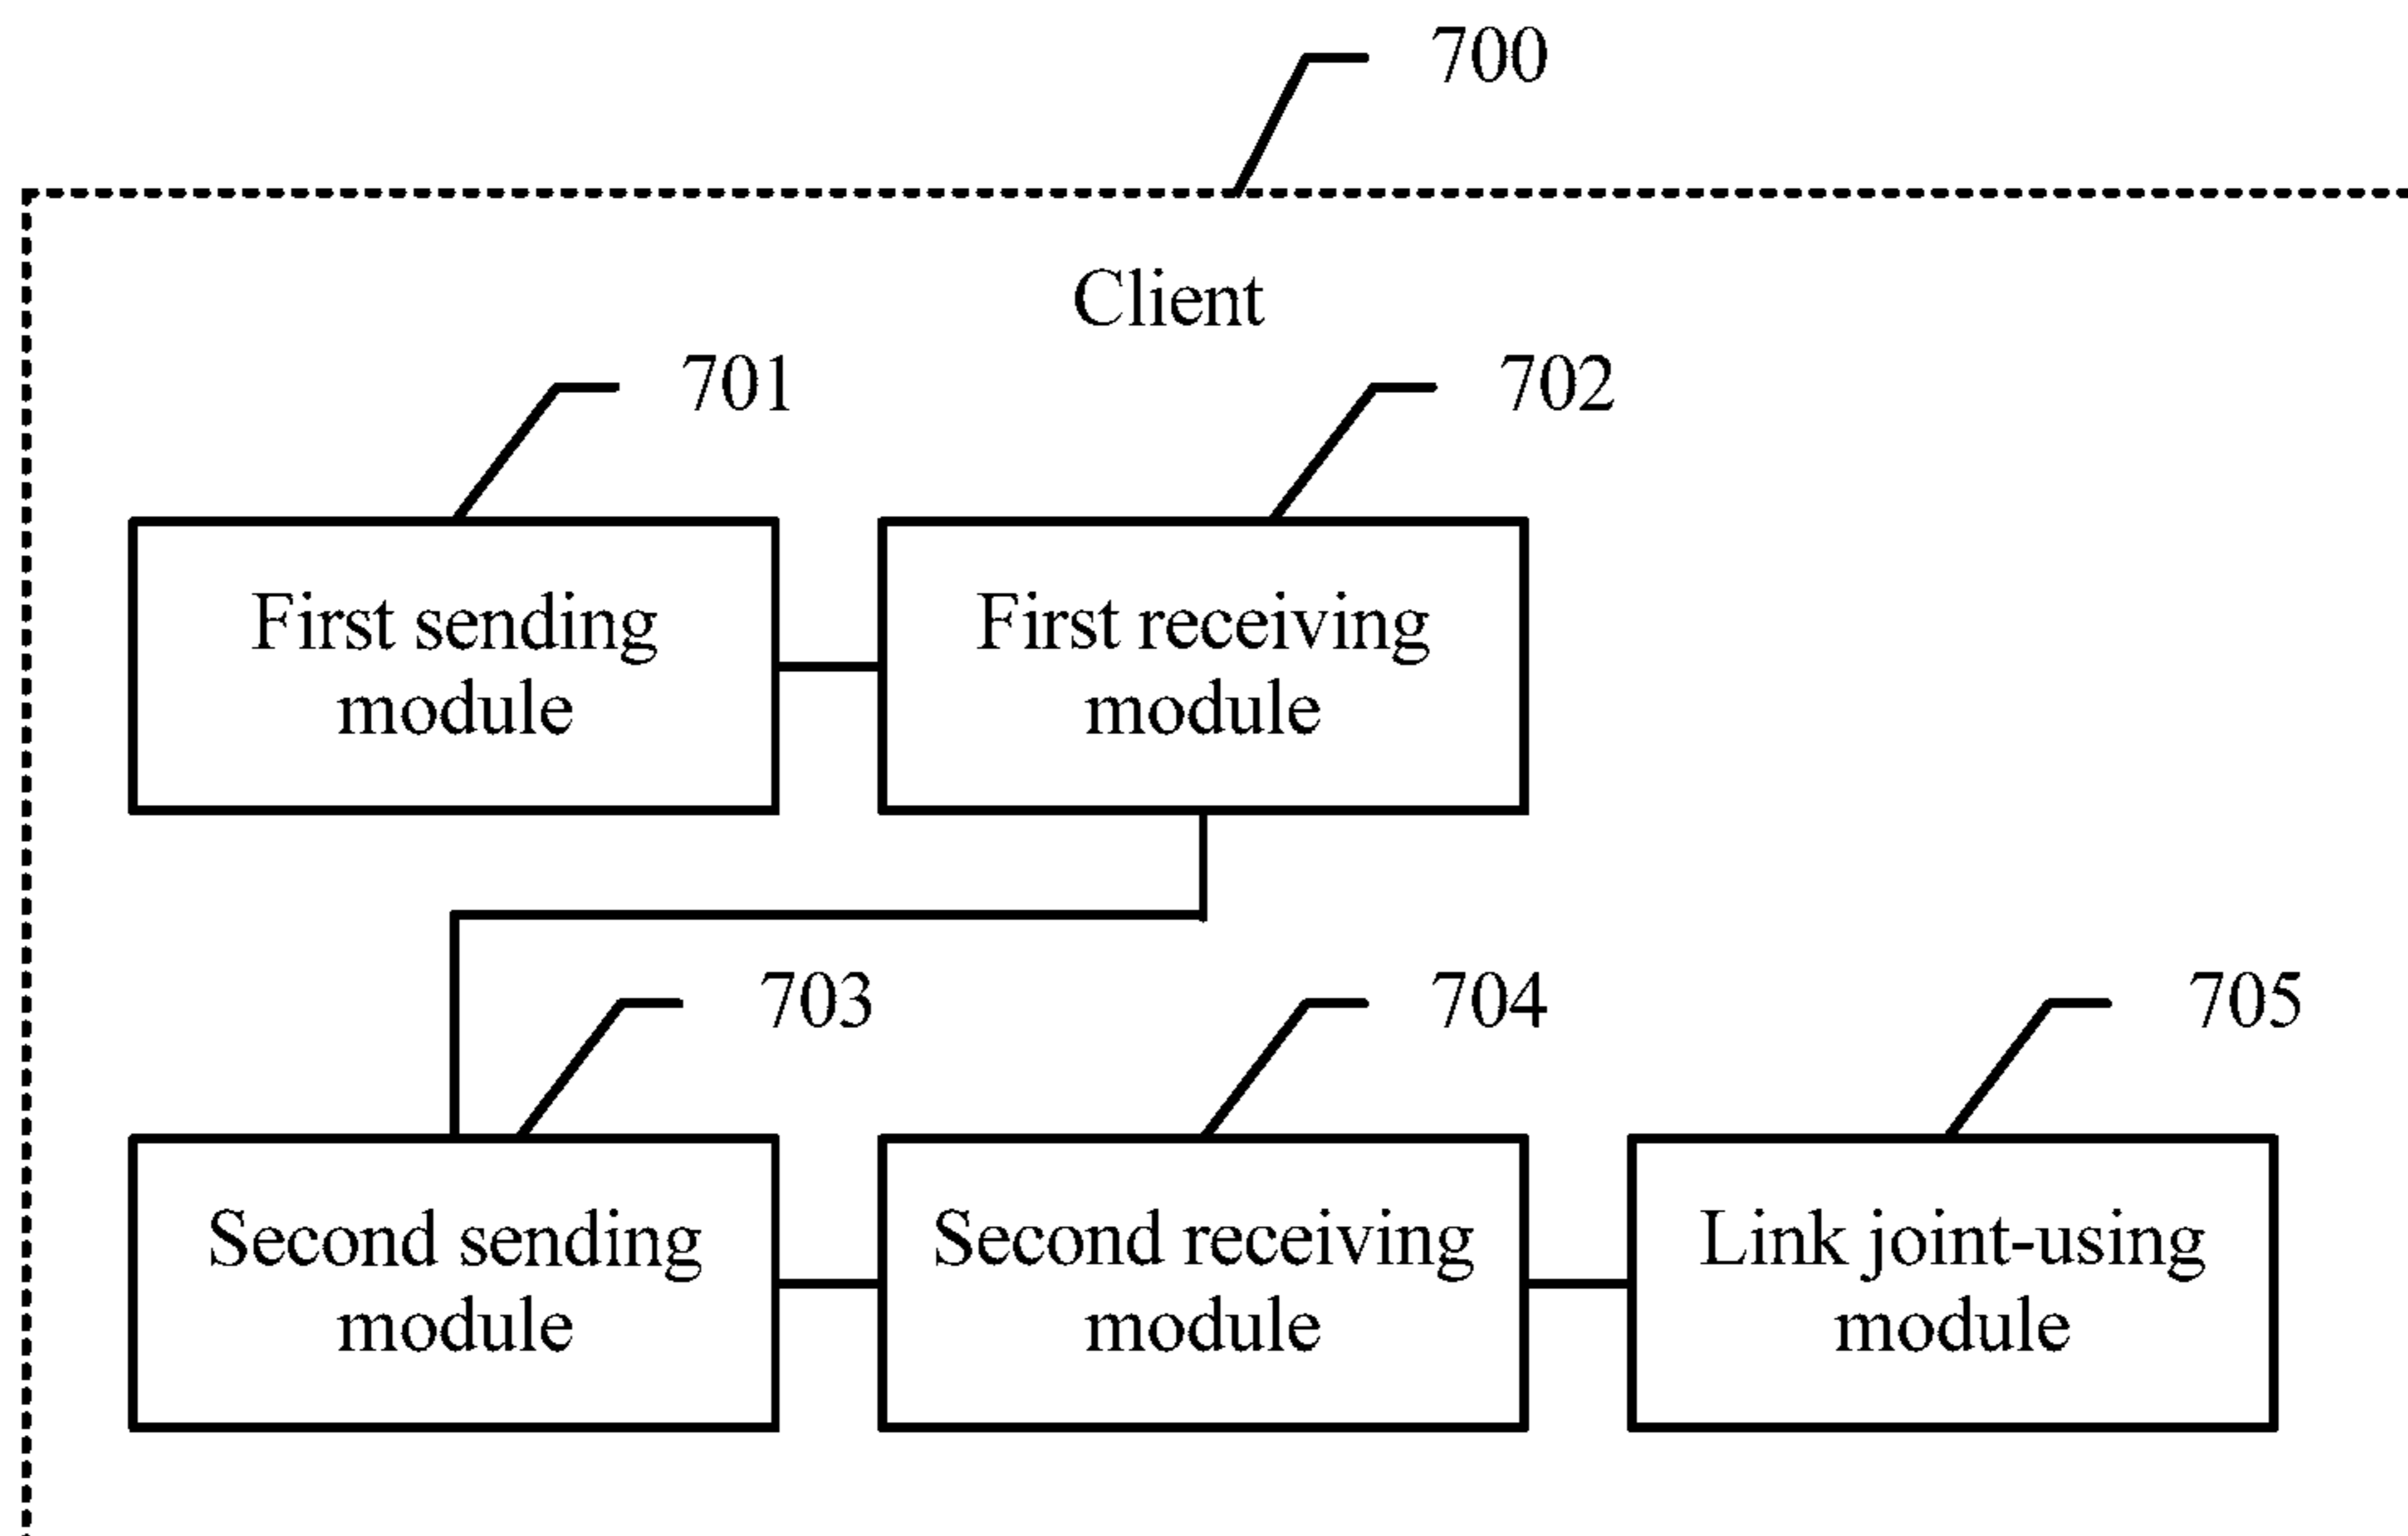 700
Client
701
702
First sending
module
First receiving
module
703
704
705
Second sending
module
Second receiving
module
Link joint-using
module